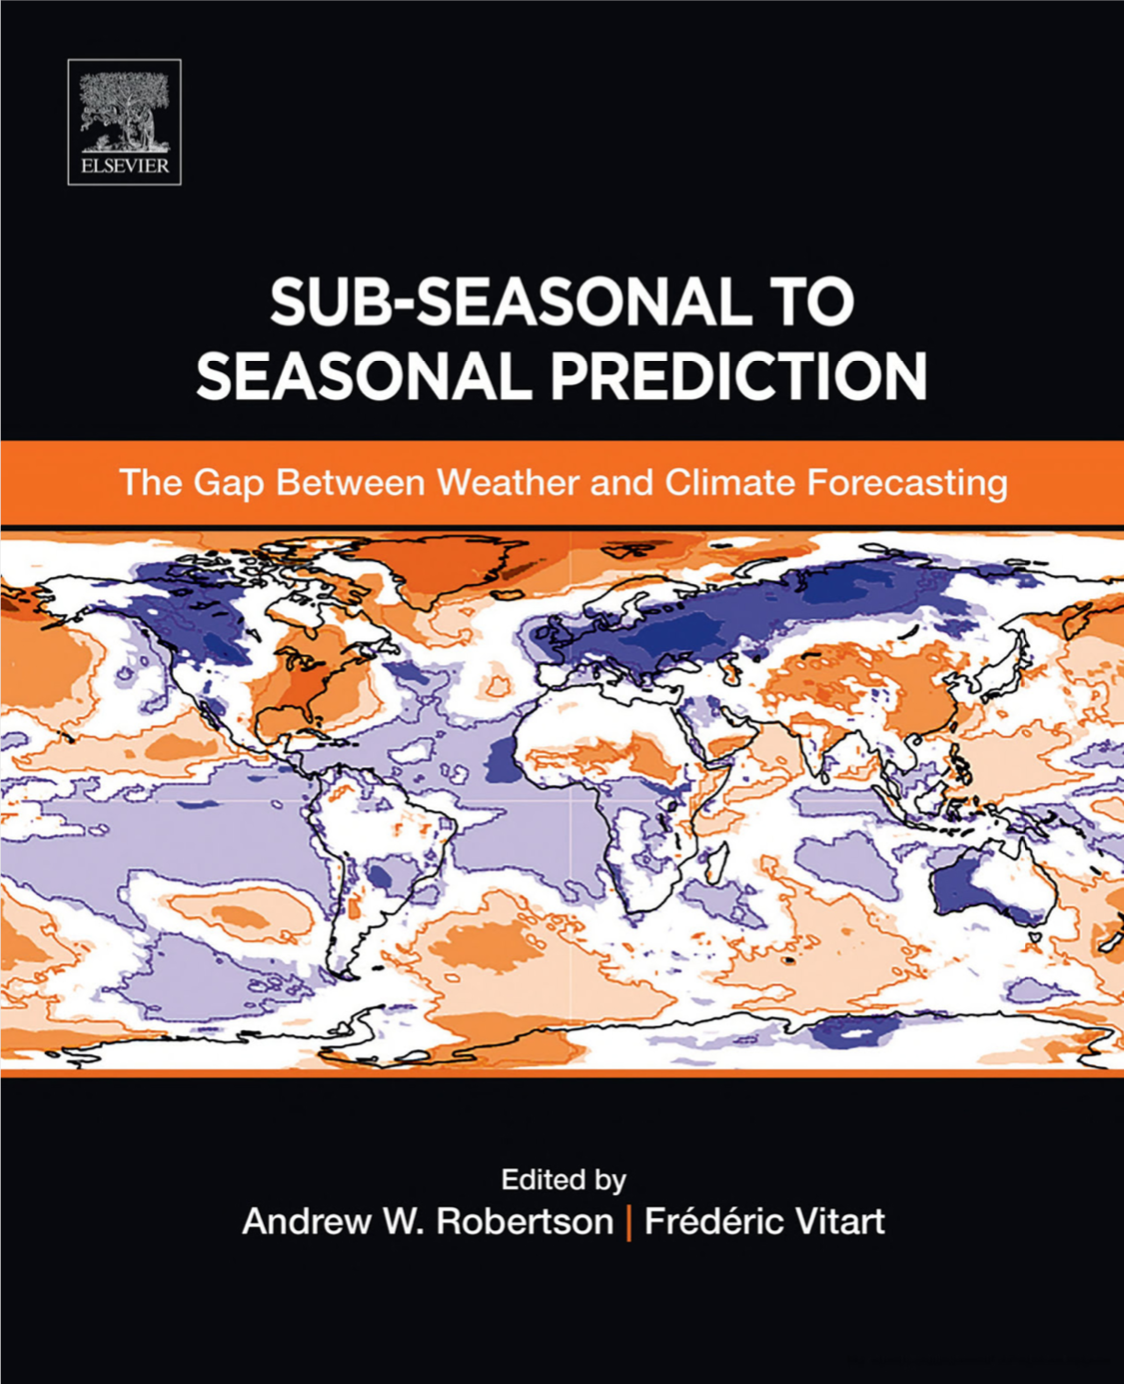 ELSEVIER
SUB-SEASONAL TO
SEASONAL PREDICTION
The Gap Between Weather and Climate Forecasting
Edited by
Andrew W. Robertson | Frédéric Vitart